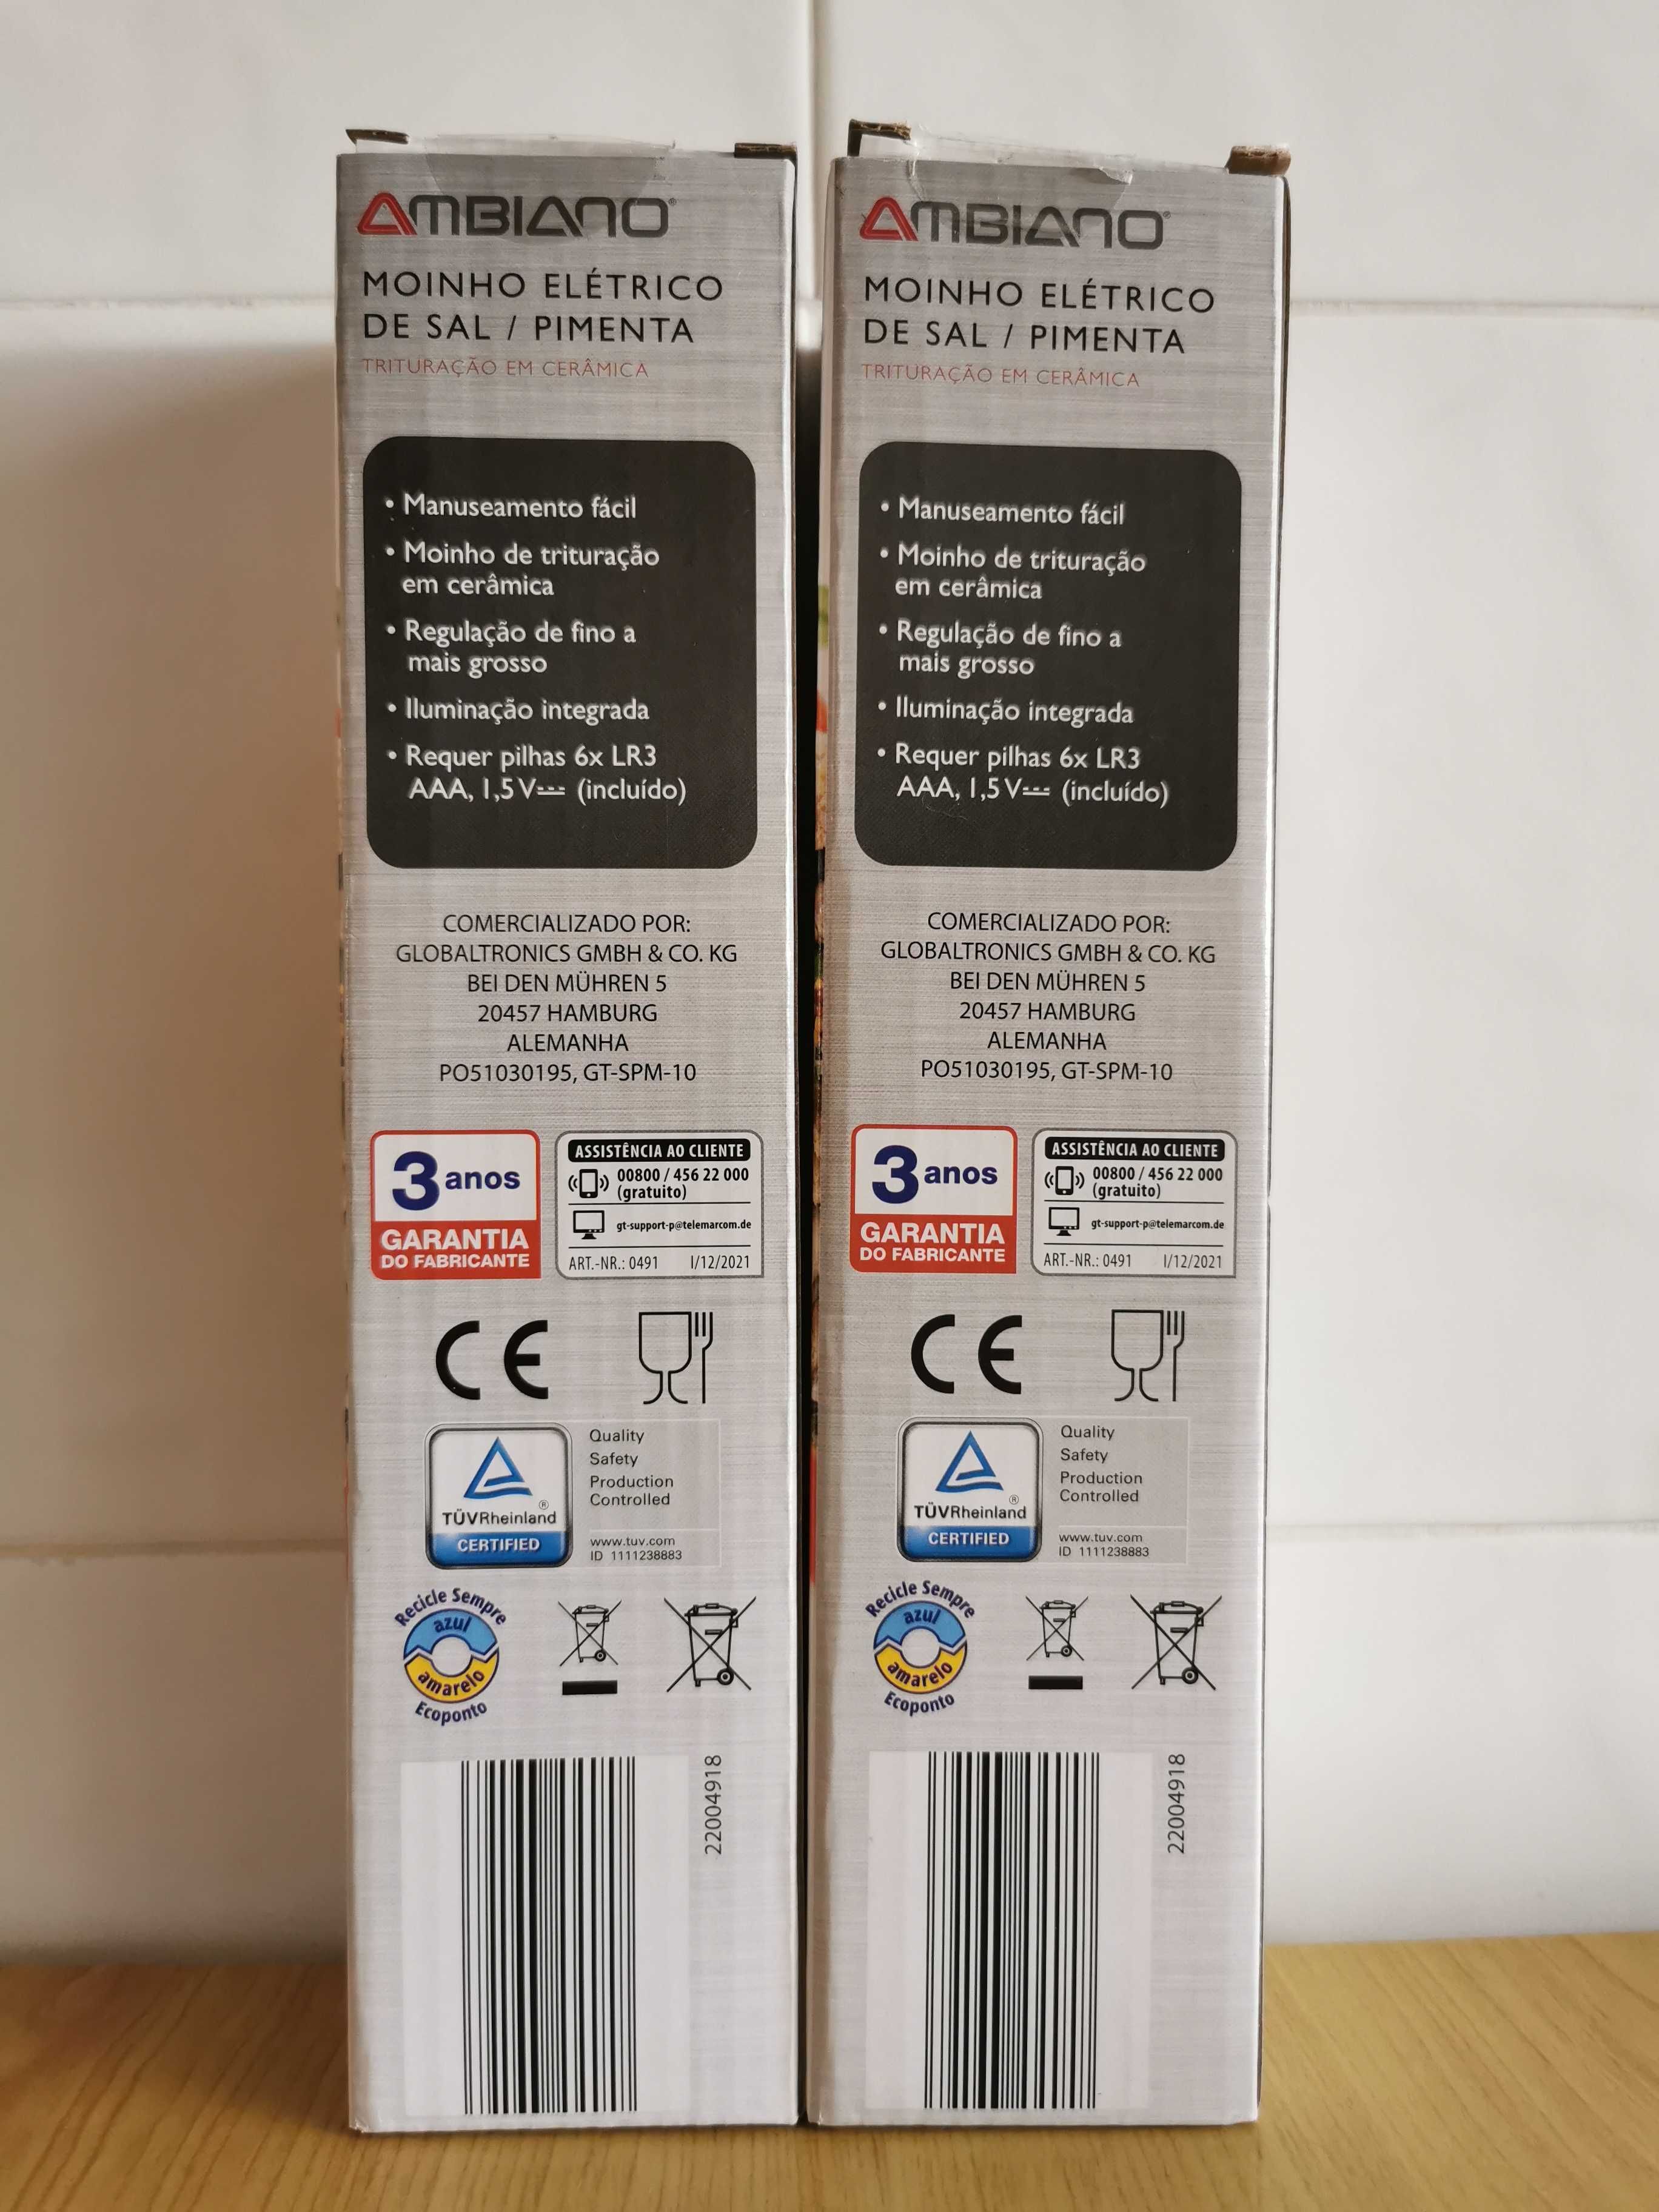 AMBIANO®
MOINHO ELÉTRICO
DE SAL / PIMENTA
TRITURAÇÃO EM CERÂMICA
• Manuseamento fácil
• Moinho de trituração
em cerâmica
• Regulação de fino a
mais grosso
• Iluminação integrada
• Requer pilhas 6x LR3
AAA, 1,5 V⎓ (incluído)
COMERCIALIZADO POR:
GLOBALTRONICS GMBH & CO. KG
BEI DEN MÜHREN 5
20457 HAMBURG
ALEMANHA
PO51030195, GT-SPM-10
3 anos
GARANTIA
DO FABRICANTE
ASSISTÊNCIA AO CLIENTE
00800 / 456 22 000
(gratuito)
gt-support-p@telemarcom.de
ART.-NR.: 0491 I/12/2021
CE
TÜVRheinland®
CERTIFIED
Quality
Safety
Production
Controlled
www.tuv.com
ID 1111238883
Recicle Sempre
azul
amarelo
Ecoponto
22004918
AMBIANO®
MOINHO ELÉTRICO
DE SAL / PIMENTA
TRITURAÇÃO EM CERÂMICA
• Manuseamento fácil
• Moinho de trituração
em cerâmica
• Regulação de fino a
mais grosso
• Iluminação integrada
• Requer pilhas 6x LR3
AAA, 1,5 V⎓ (incluído)
COMERCIALIZADO POR:
GLOBALTRONICS GMBH & CO. KG
BEI DEN MÜHREN 5
20457 HAMBURG
ALEMANHA
PO51030195, GT-SPM-10
3 anos
GARANTIA
DO FABRICANTE
ASSISTÊNCIA AO CLIENTE
00800 / 456 22 000
(gratuito)
gt-support-p@telemarcom.de
ART.-NR.: 0491 I/12/2021
CE
TÜVRheinland®
CERTIFIED
Quality
Safety
Production
Controlled
www.tuv.com
ID 1111238883
Recicle Sempre
azul
amarelo
Ecoponto
22004918